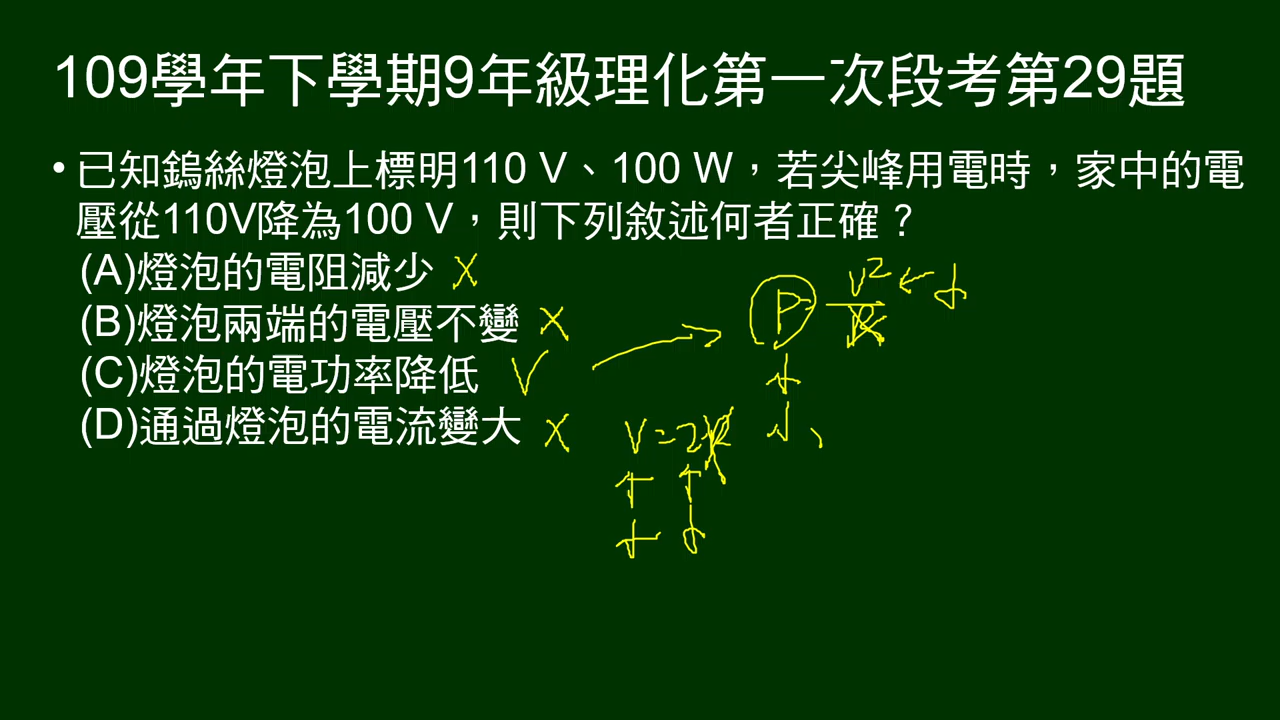 109學年下學期9年級理化第一次段考第29題
• 已知鎢絲燈泡上標明110 V、100 W，若尖峰用電時，家中的電
壓從110V降為100 V，則下列敘述何者正確？
(A)燈泡的電阻減少 X
(B)燈泡兩端的電壓不變 X
(C)燈泡的電功率降低 V
(D)通過燈泡的電流變大 X
P = V²/R
V=IR